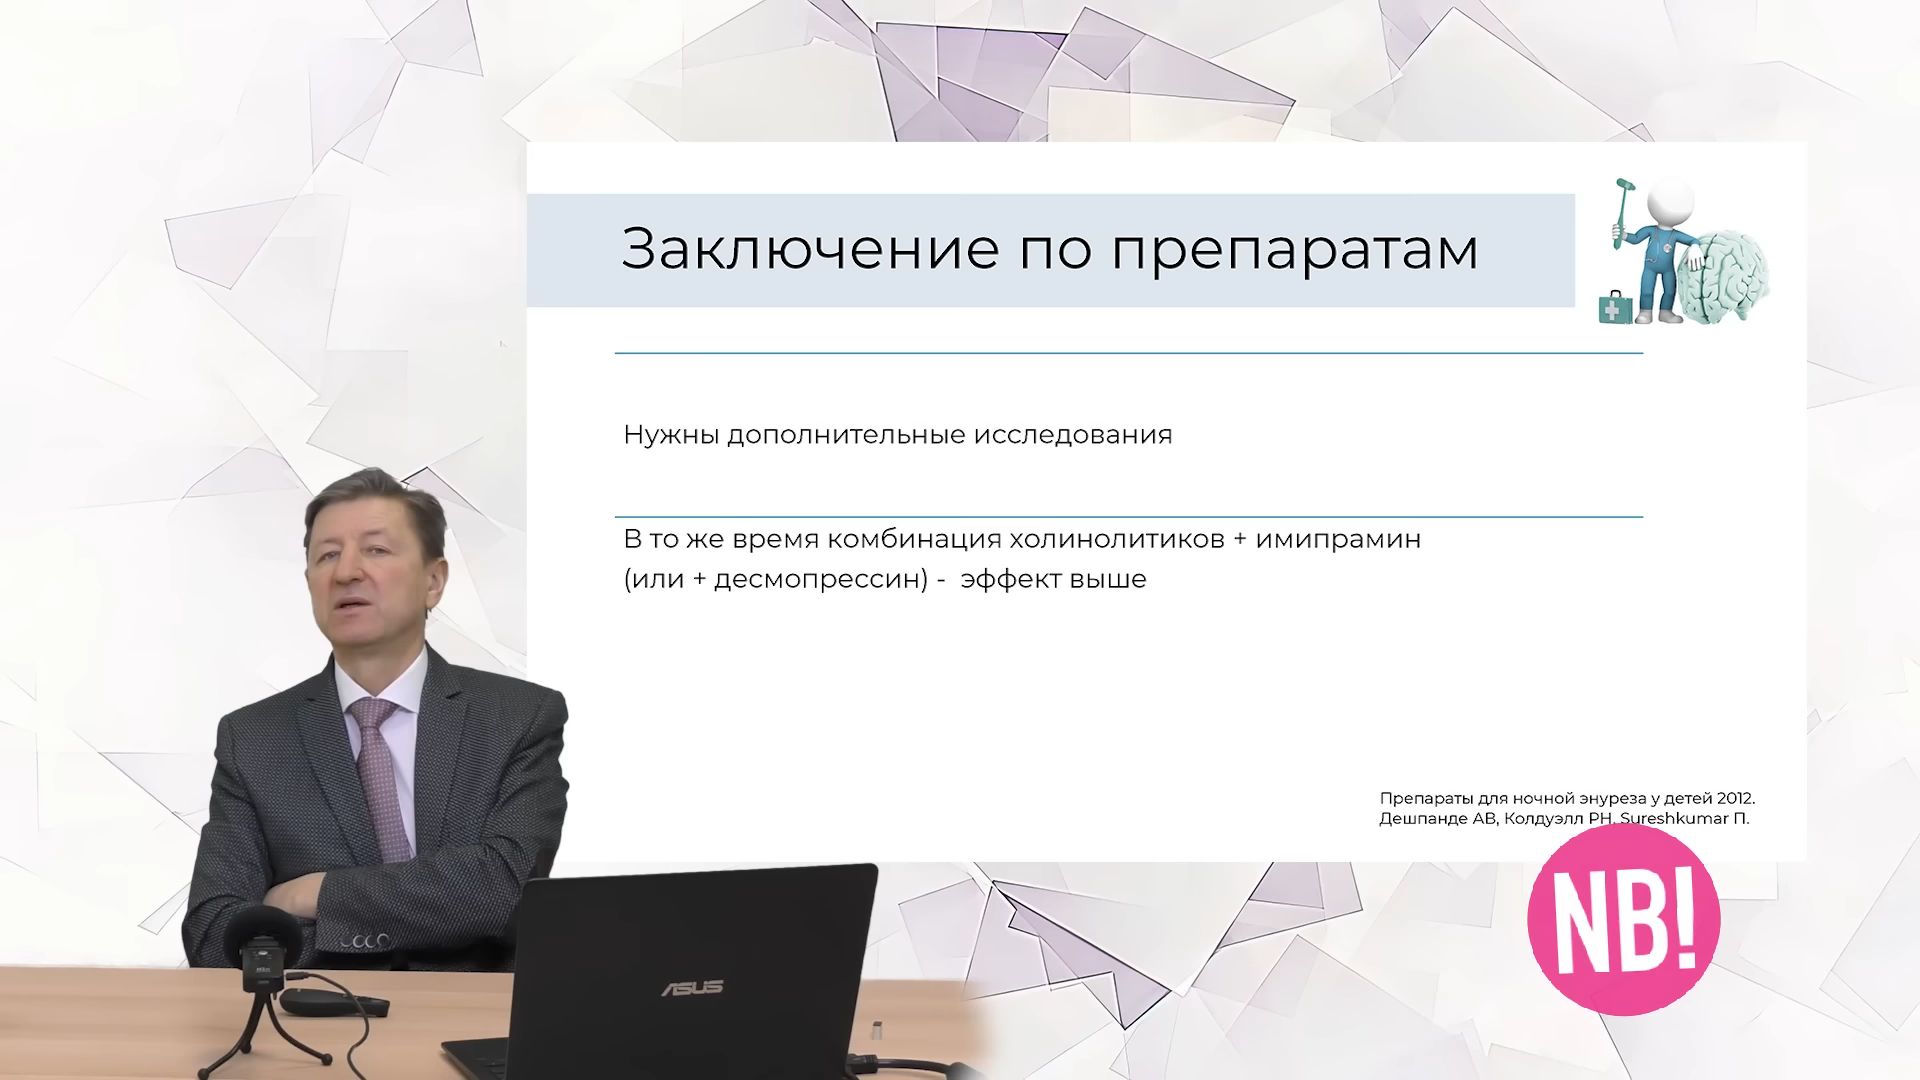 Заключение по препаратам
Нужны дополнительные исследования
В то же время комбинация холинолитиков + имипрамин
(или + десмопрессин) - эффект выше
Препараты для ночной энуреза у детей 2012.
Дешпанде АВ, Колдуэлл РН, Sureshkumar П.
NB!
ASUS